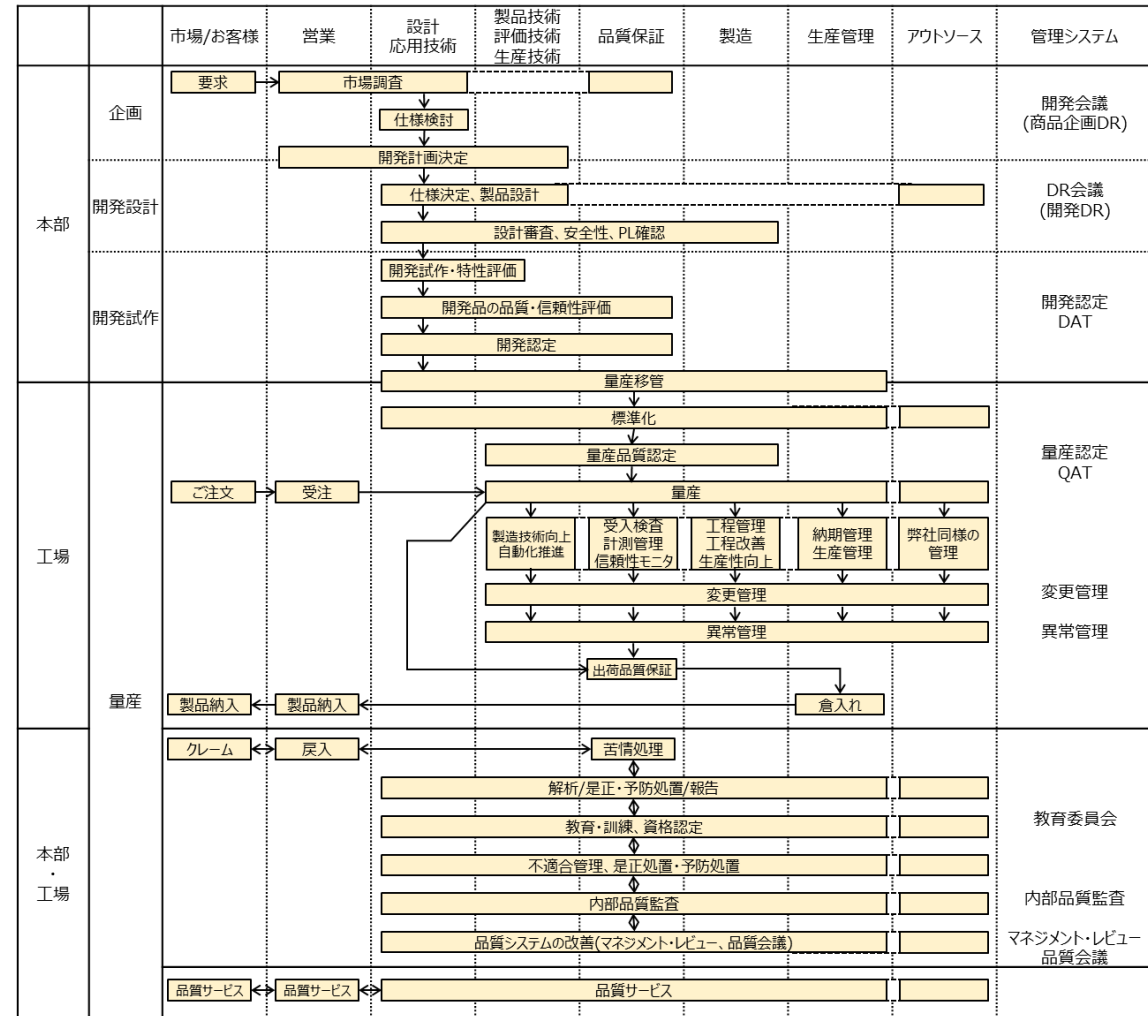 市場/お客様
営業
設計
応用技術
製品技術
評価技術
生産技術
品質保証
製造
生産管理
アウトソース
管理システム
本部
企画
要求
市場調査
仕様検討
開発計画決定
開発会議
(商品企画DR)
開発設計
仕様決定、製品設計
設計審査、安全性、PL確認
DR会議
(開発DR)
開発試作
開発試作・特性評価
開発品の品質・信頼性評価
開発認定
開発認定
DAT
工場
量産
量産移管
標準化
量産品質認定
量産認定
QAT
ご注文
受注
量産
製造技術向上
自動化推進
受入検査
計測管理
信頼性モニタ
工程管理
工程改善
生産性向上
納期管理
生産管理
弊社同様の
管理
変更管理
変更管理
異常管理
異常管理
出荷品質保証
製品納入
製品納入
倉入れ
本部
・
工場
クレーム
戻入
苦情処理
解析/是正・予防処置/報告
教育・訓練、資格認定
教育委員会
不適合管理、是正処置・予防処置
内部品質監査
内部品質監査
品質システムの改善(マネジメント・レビュー、品質会議)
マネジメント・レビュー
品質会議
品質サービス
品質サービス
品質サービス